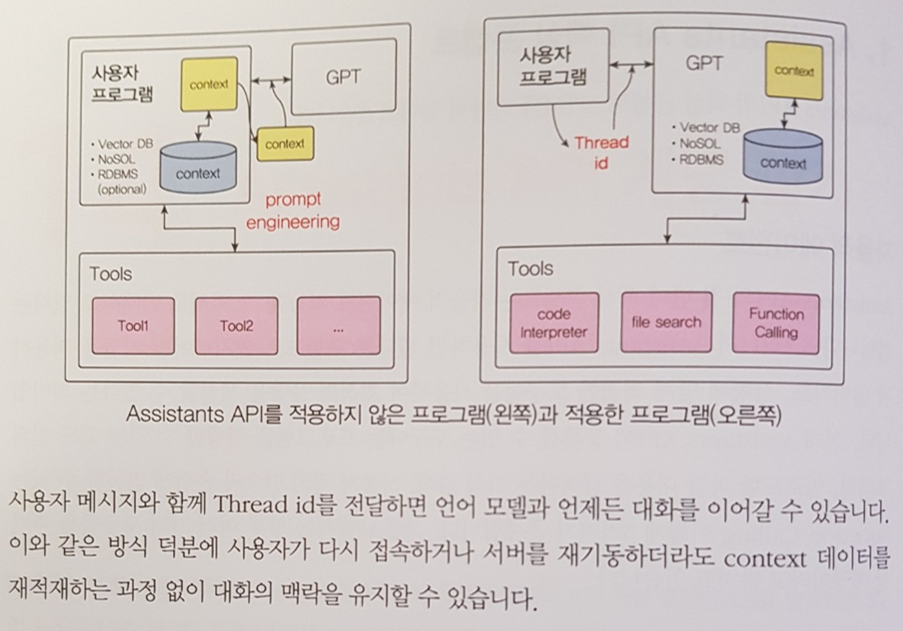 사용자
프로그램
context
GPT
• Vector DB
• NoSOL
• RDBMS
(optional)
context
context
prompt
engineering
Tools
Tool1
Tool2
...
사용자
프로그램
GPT
context
Thread
id
• Vector DB
• NoSOL
• RDBMS
context
Tools
code
Interpreter
file search
Function
Calling
Assistants API를 적용하지 않은 프로그램(왼쪽)과 적용한 프로그램(오른쪽)
사용자 메시지와 함께 Thread id를 전달하면 언어 모델과 언제든 대화를 이어갈 수 있습니다.
이와 같은 방식 덕분에 사용자가 다시 접속하거나 서버를 재기동하더라도 context 데이터를
재적재하는 과정 없이 대화의 맥락을 유지할 수 있습니다.